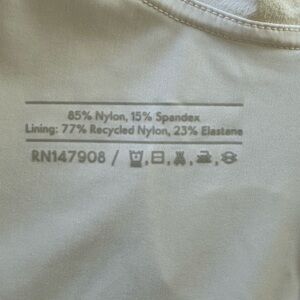 85% Nylon, 15% Spandex
Lining: 77% Recycled Nylon, 23% Elastane
RN147908 /